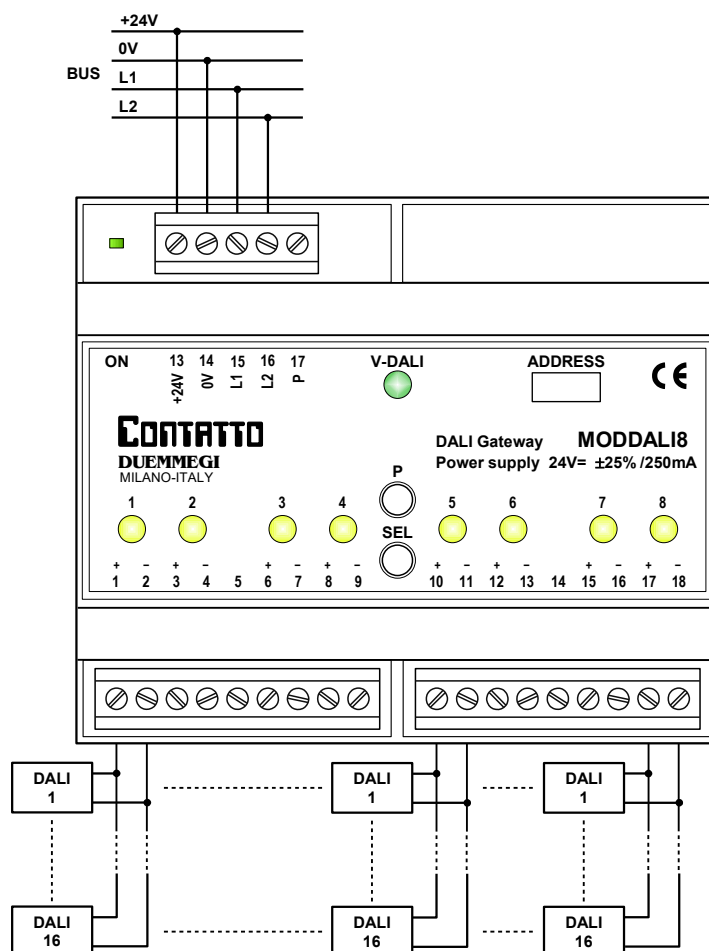 +24V
0V
BUS
L1
L2
ON
13 14 15 16 17
+24V 0V L1 L2 P
V-DALI
ADDRESS
CE
CONTATTO
DUEMMEGI
MILANO-ITALY
DALI Gateway MODDALI8
Power supply 24V= ±25% /250mA
P
1 2 3 4 5 6 7 8
SEL
+ − + − + − + − + − + − + − + −
1 2 3 4 5 6 7 8 9 10 11 12 13 14 15 16 17 18
DALI DALI DALI
1 1 1
DALI DALI DALI
16 16 16